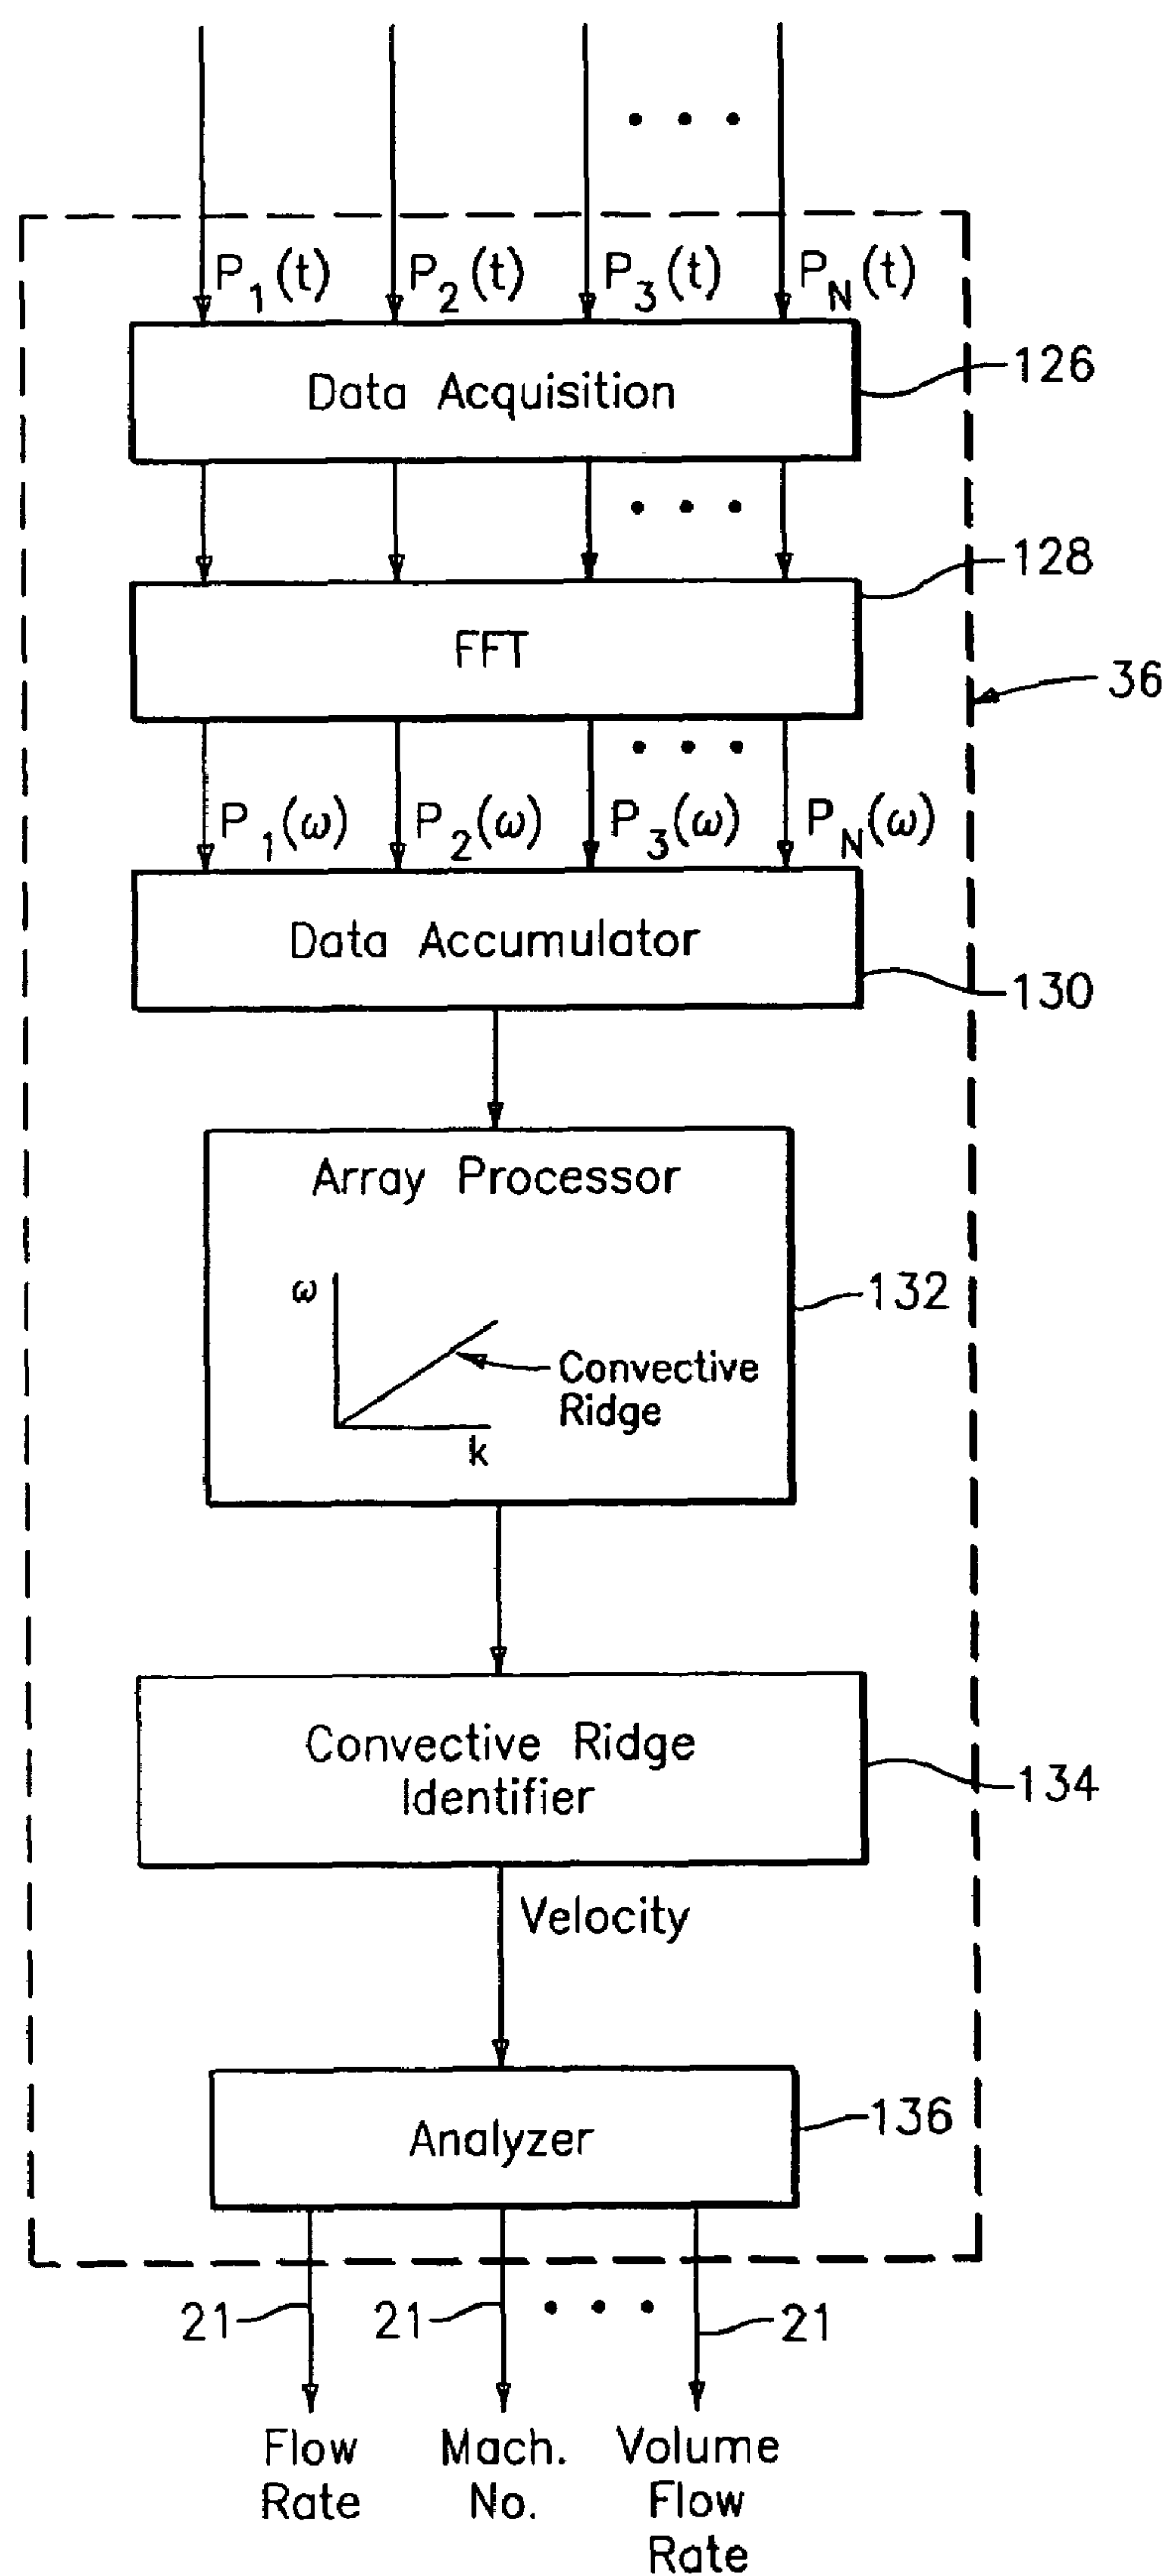 P1(t) P2(t) P3(t) PN(t)
Data Acquisition
126
128
FFT
36
P1(ω) P2(ω) P3(ω) PN(ω)
Data Accumulator
130
Array Processor
ω
132
Convective
Ridge
k
Convective Ridge
Identifier
134
Velocity
Analyzer
136
21 21 21
Flow Mach. Volume
Rate No. Flow
Rate